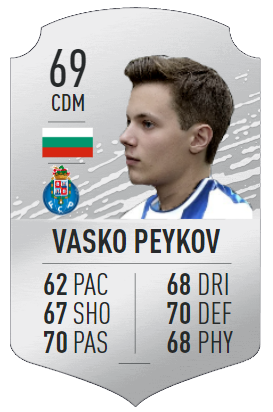 69
CDM
F C P
VASKO PEYKOV
62 PAC 68 DRI
67 SHO 70 DEF
70 PAS 68 PHY